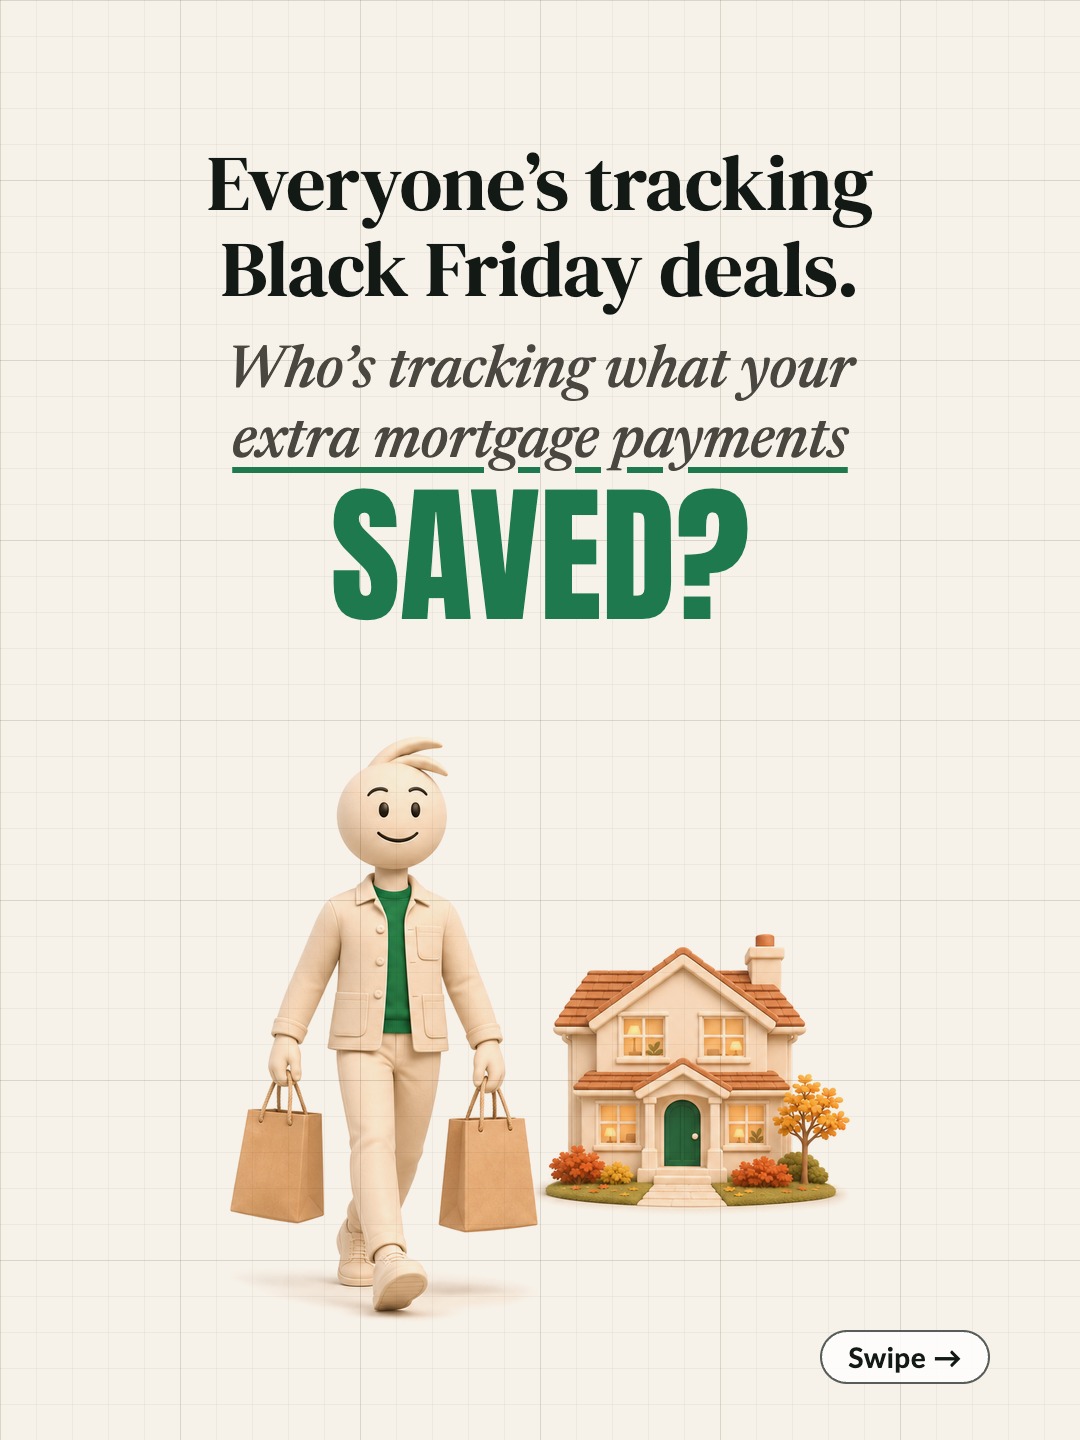 Everyone’s tracking
Black Friday deals.
Who’s tracking what your
extra mortgage payments
SAVED?
Swipe →